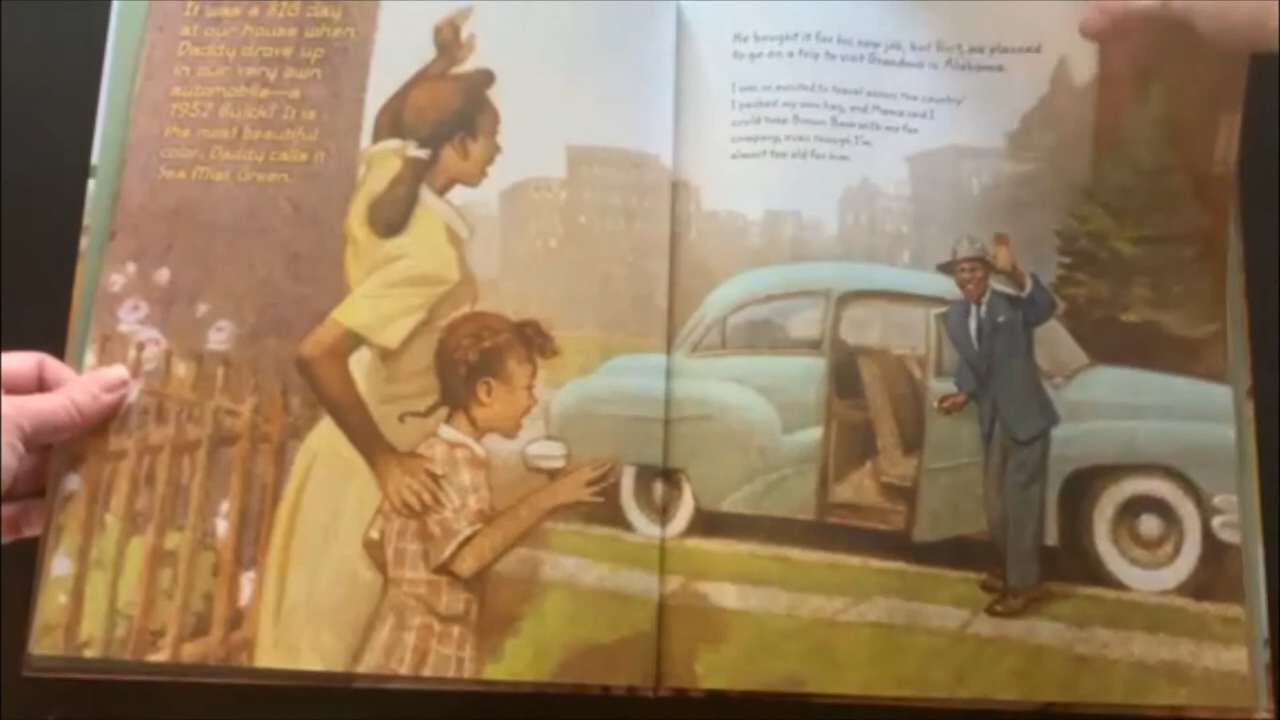 It was a BIG day
at our house when
Daddy drove up
in our very own
automobile—a
1952 Buick! It is
the most beautiful
color. Daddy calls it
Sea Mist Green.
He bought it for his new job, but first, we planned
to go on a trip to visit Grandma in Alabama.
I was so excited to travel across the country!
I packed my own bag, and Mama said I
could take Brown Bear with me for
company, even though I'm
almost too old for him.